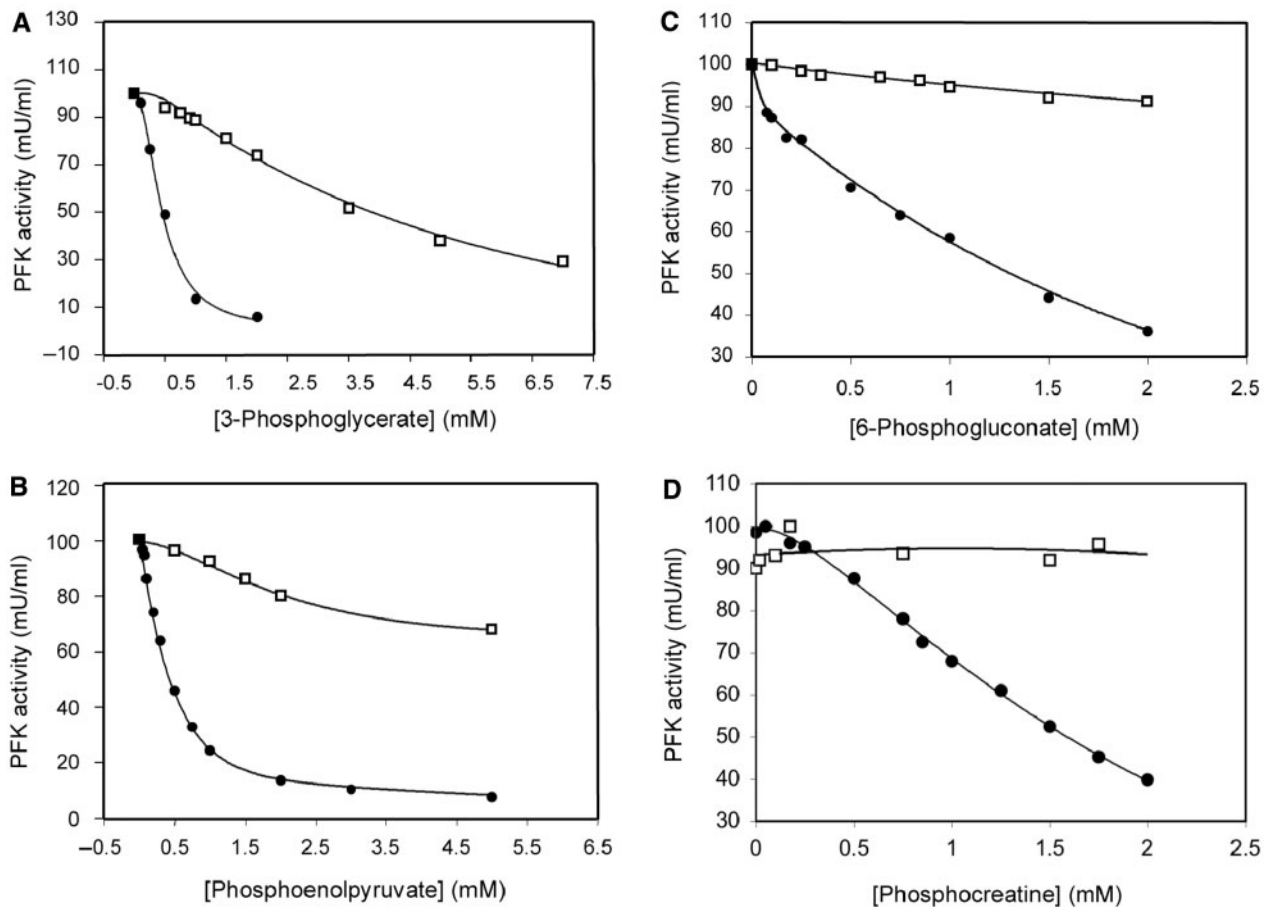 A
130
110
90
70
50
30
10
–10
PFK activity (mU/ml)
-0.5 0.5 1.5 2.5 3.5 4.5 5.5 6.5 7.5
[3-Phosphoglycerate] (mM)
C
110
100
90
80
70
60
50
40
30
PFK activity (mU/ml)
0 0.5 1 1.5 2 2.5
[6-Phosphogluconate] (mM)
B
120
100
80
60
40
20
0
PFK activity (mU/ml)
–0.5 0.5 1.5 2.5 3.5 4.5 5.5 6.5
[Phosphoenolpyruvate] (mM)
D
110
100
90
80
70
60
50
40
30
PFK activity (mU/ml)
0 0.5 1 1.5 2 2.5
[Phosphocreatine] (mM)